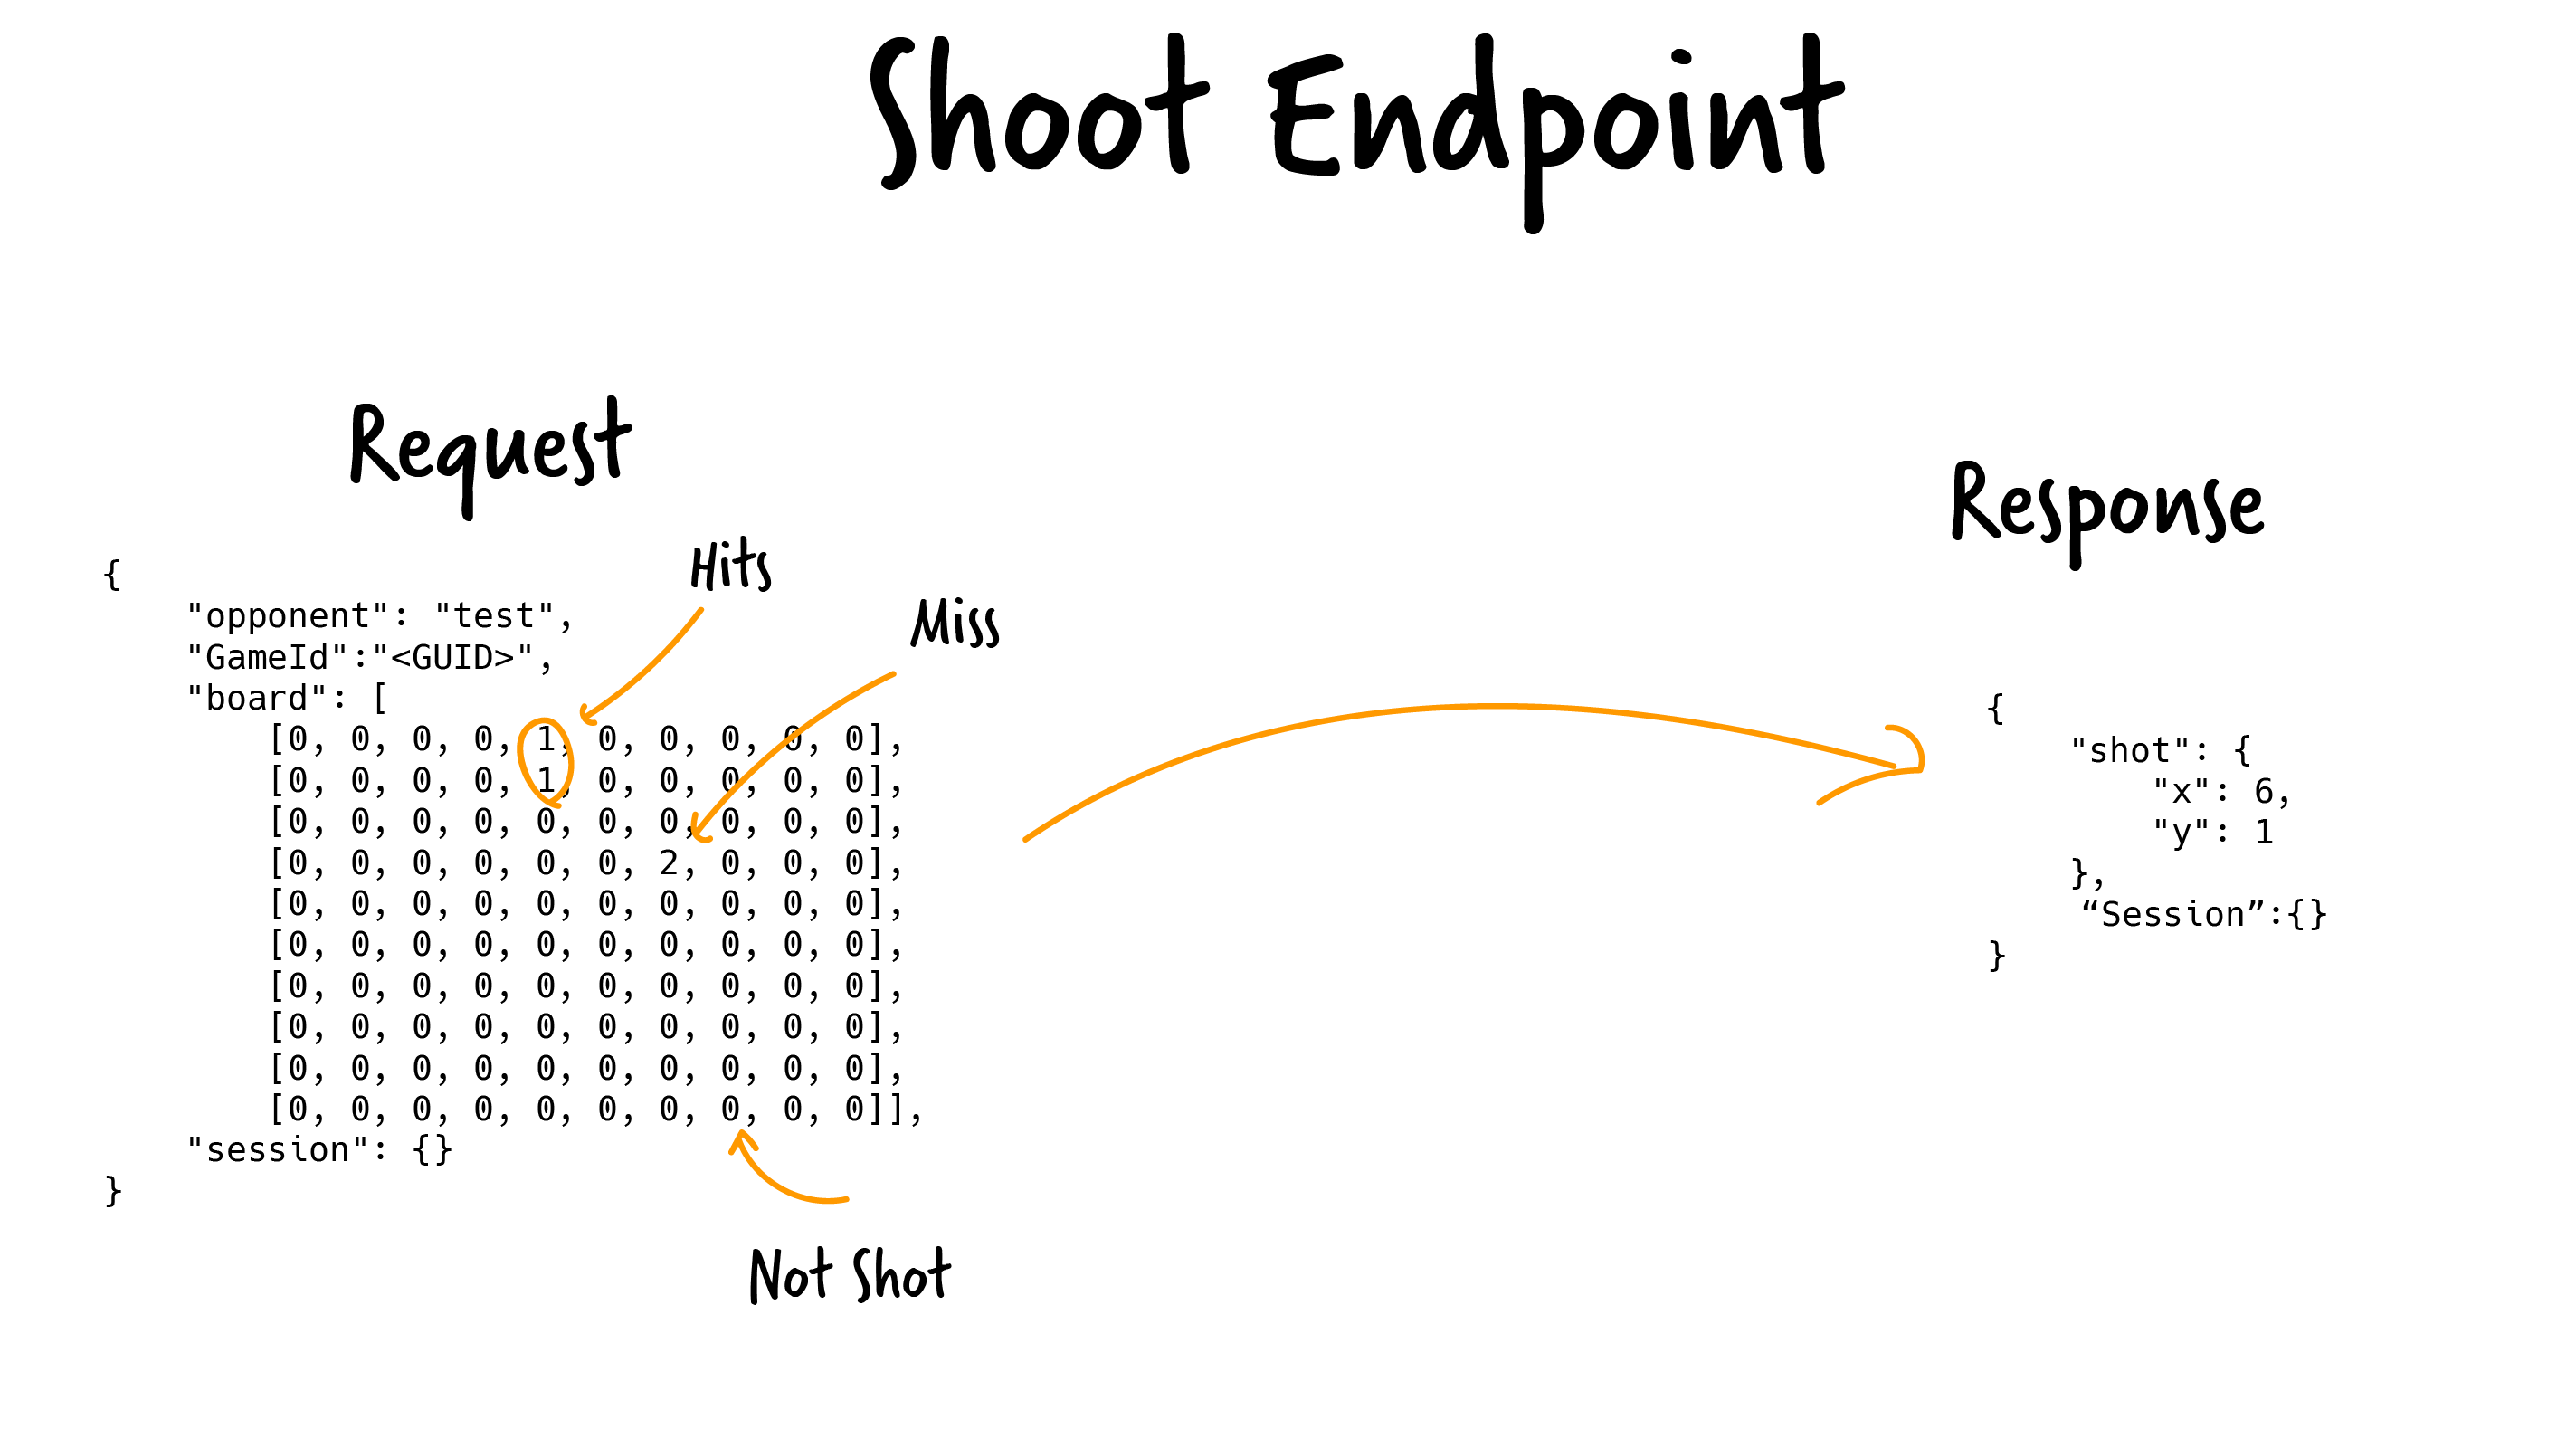 Shoot Endpoint
Request
Hits
Miss
{
"opponent": "test",
"GameId":"<GUID>",
"board": [
[0, 0, 0, 0, 1, 0, 0, 0, 0, 0],
[0, 0, 0, 0, 1, 0, 0, 0, 0, 0],
[0, 0, 0, 0, 0, 0, 0, 0, 0, 0],
[0, 0, 0, 0, 0, 0, 2, 0, 0, 0],
[0, 0, 0, 0, 0, 0, 0, 0, 0, 0],
[0, 0, 0, 0, 0, 0, 0, 0, 0, 0],
[0, 0, 0, 0, 0, 0, 0, 0, 0, 0],
[0, 0, 0, 0, 0, 0, 0, 0, 0, 0],
[0, 0, 0, 0, 0, 0, 0, 0, 0, 0],
[0, 0, 0, 0, 0, 0, 0, 0, 0, 0]],
"session": {}
}
Not Shot
Response
{
"shot": {
"x": 6,
"y": 1
},
“Session”:{}
}